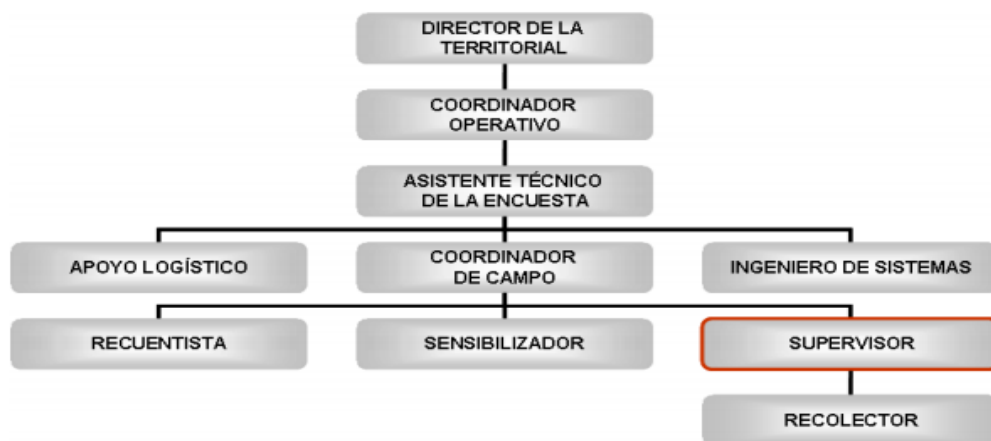 DIRECTOR DE LA
TERRITORIAL
COORDINADOR
OPERATIVO
ASISTENTE TÉCNICO
DE LA ENCUESTA
APOYO LOGÍSTICO
COORDINADOR
DE CAMPO
INGENIERO DE SISTEMAS
RECUENTISTA
SENSIBILIZADOR
SUPERVISOR
RECOLECTOR